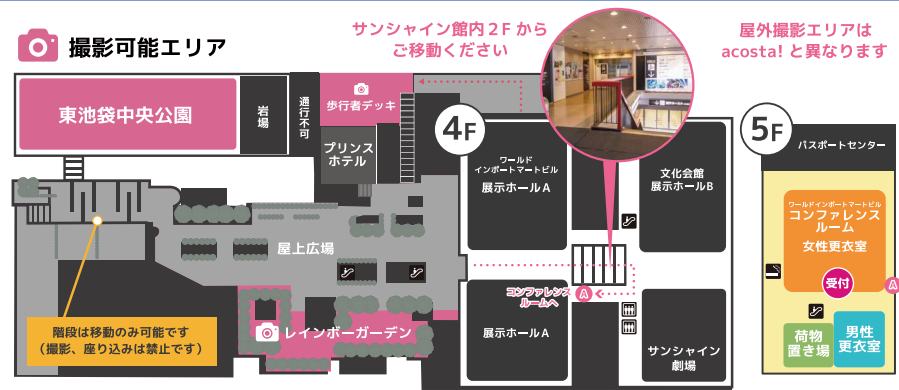 撮影可能エリア
サンシャイン館内２F から
ご移動ください
屋外撮影エリアは
acosta! と異なります
東池袋中央公園
岩場
通行不可
歩行者デッキ
プリンス
ホテル
屋上広場
レインボーガーデン
階段は移動のみ可能です
（撮影、座り込みは禁止です）
4F
ワールド
インポートマートビル
展示ホールA
文化会館
展示ホールB
コンファレンス
ルームへ
A
展示ホールA
サンシャイン
劇場
5F
パスポートセンター
ワールドインポートマートビル
コンファレンス
ルーム
女性更衣室
受付
A
荷物
置き場
男性
更衣室